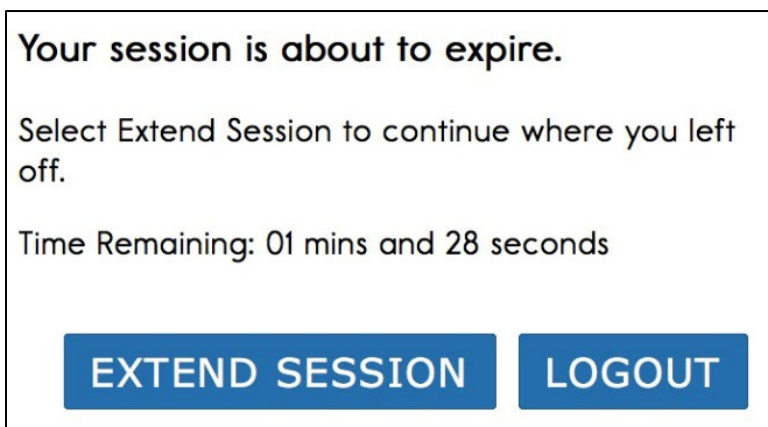 Your session is about to expire.
Select Extend Session to continue where you left
off.
Time Remaining: 01 mins and 28 seconds
EXTEND SESSION LOGOUT